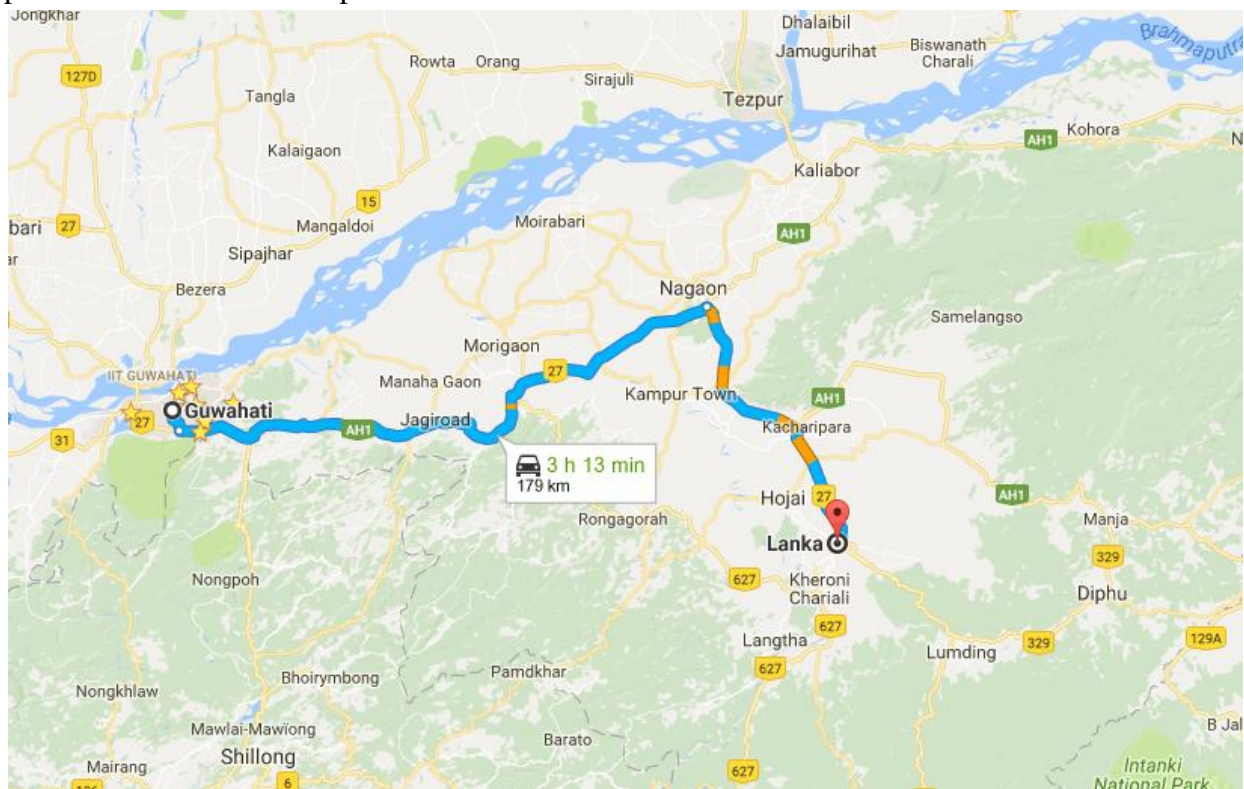 Jongkhar
Dhalaibil
Jamugurihat
Biswanath
Charali
Brahmaputra
Rowta
Orang
Sirajuli
127D
Tangla
Tezpur
Kohora
AH1
N
Kalaigaon
Kaliabor
15
bari
27
Mangaldoi
Moirabari
AH1
ar
Sipajhar
Bezera
Nagaon
Samelangso
Morigaon
IIT GUWAHATI
27
Manaha Gaon
Kampur Town
AH1
Guwahati
27
31
AH1
Jagiroad
Kacharipara
3 h 13 min
179 km
Hojai
27
AH1
Rongagorah
Manja
Lanka
329
Nongpoh
627
Kheroni
Chariali
Diphu
627
Langtha
329
129A
Lumding
627
Pamdkhar
Bhoirymbong
Nongkhlaw
Mawlai-Mawïong
B Jal
Shillong
Barato
Mairang
627
6
Intanki
National Park